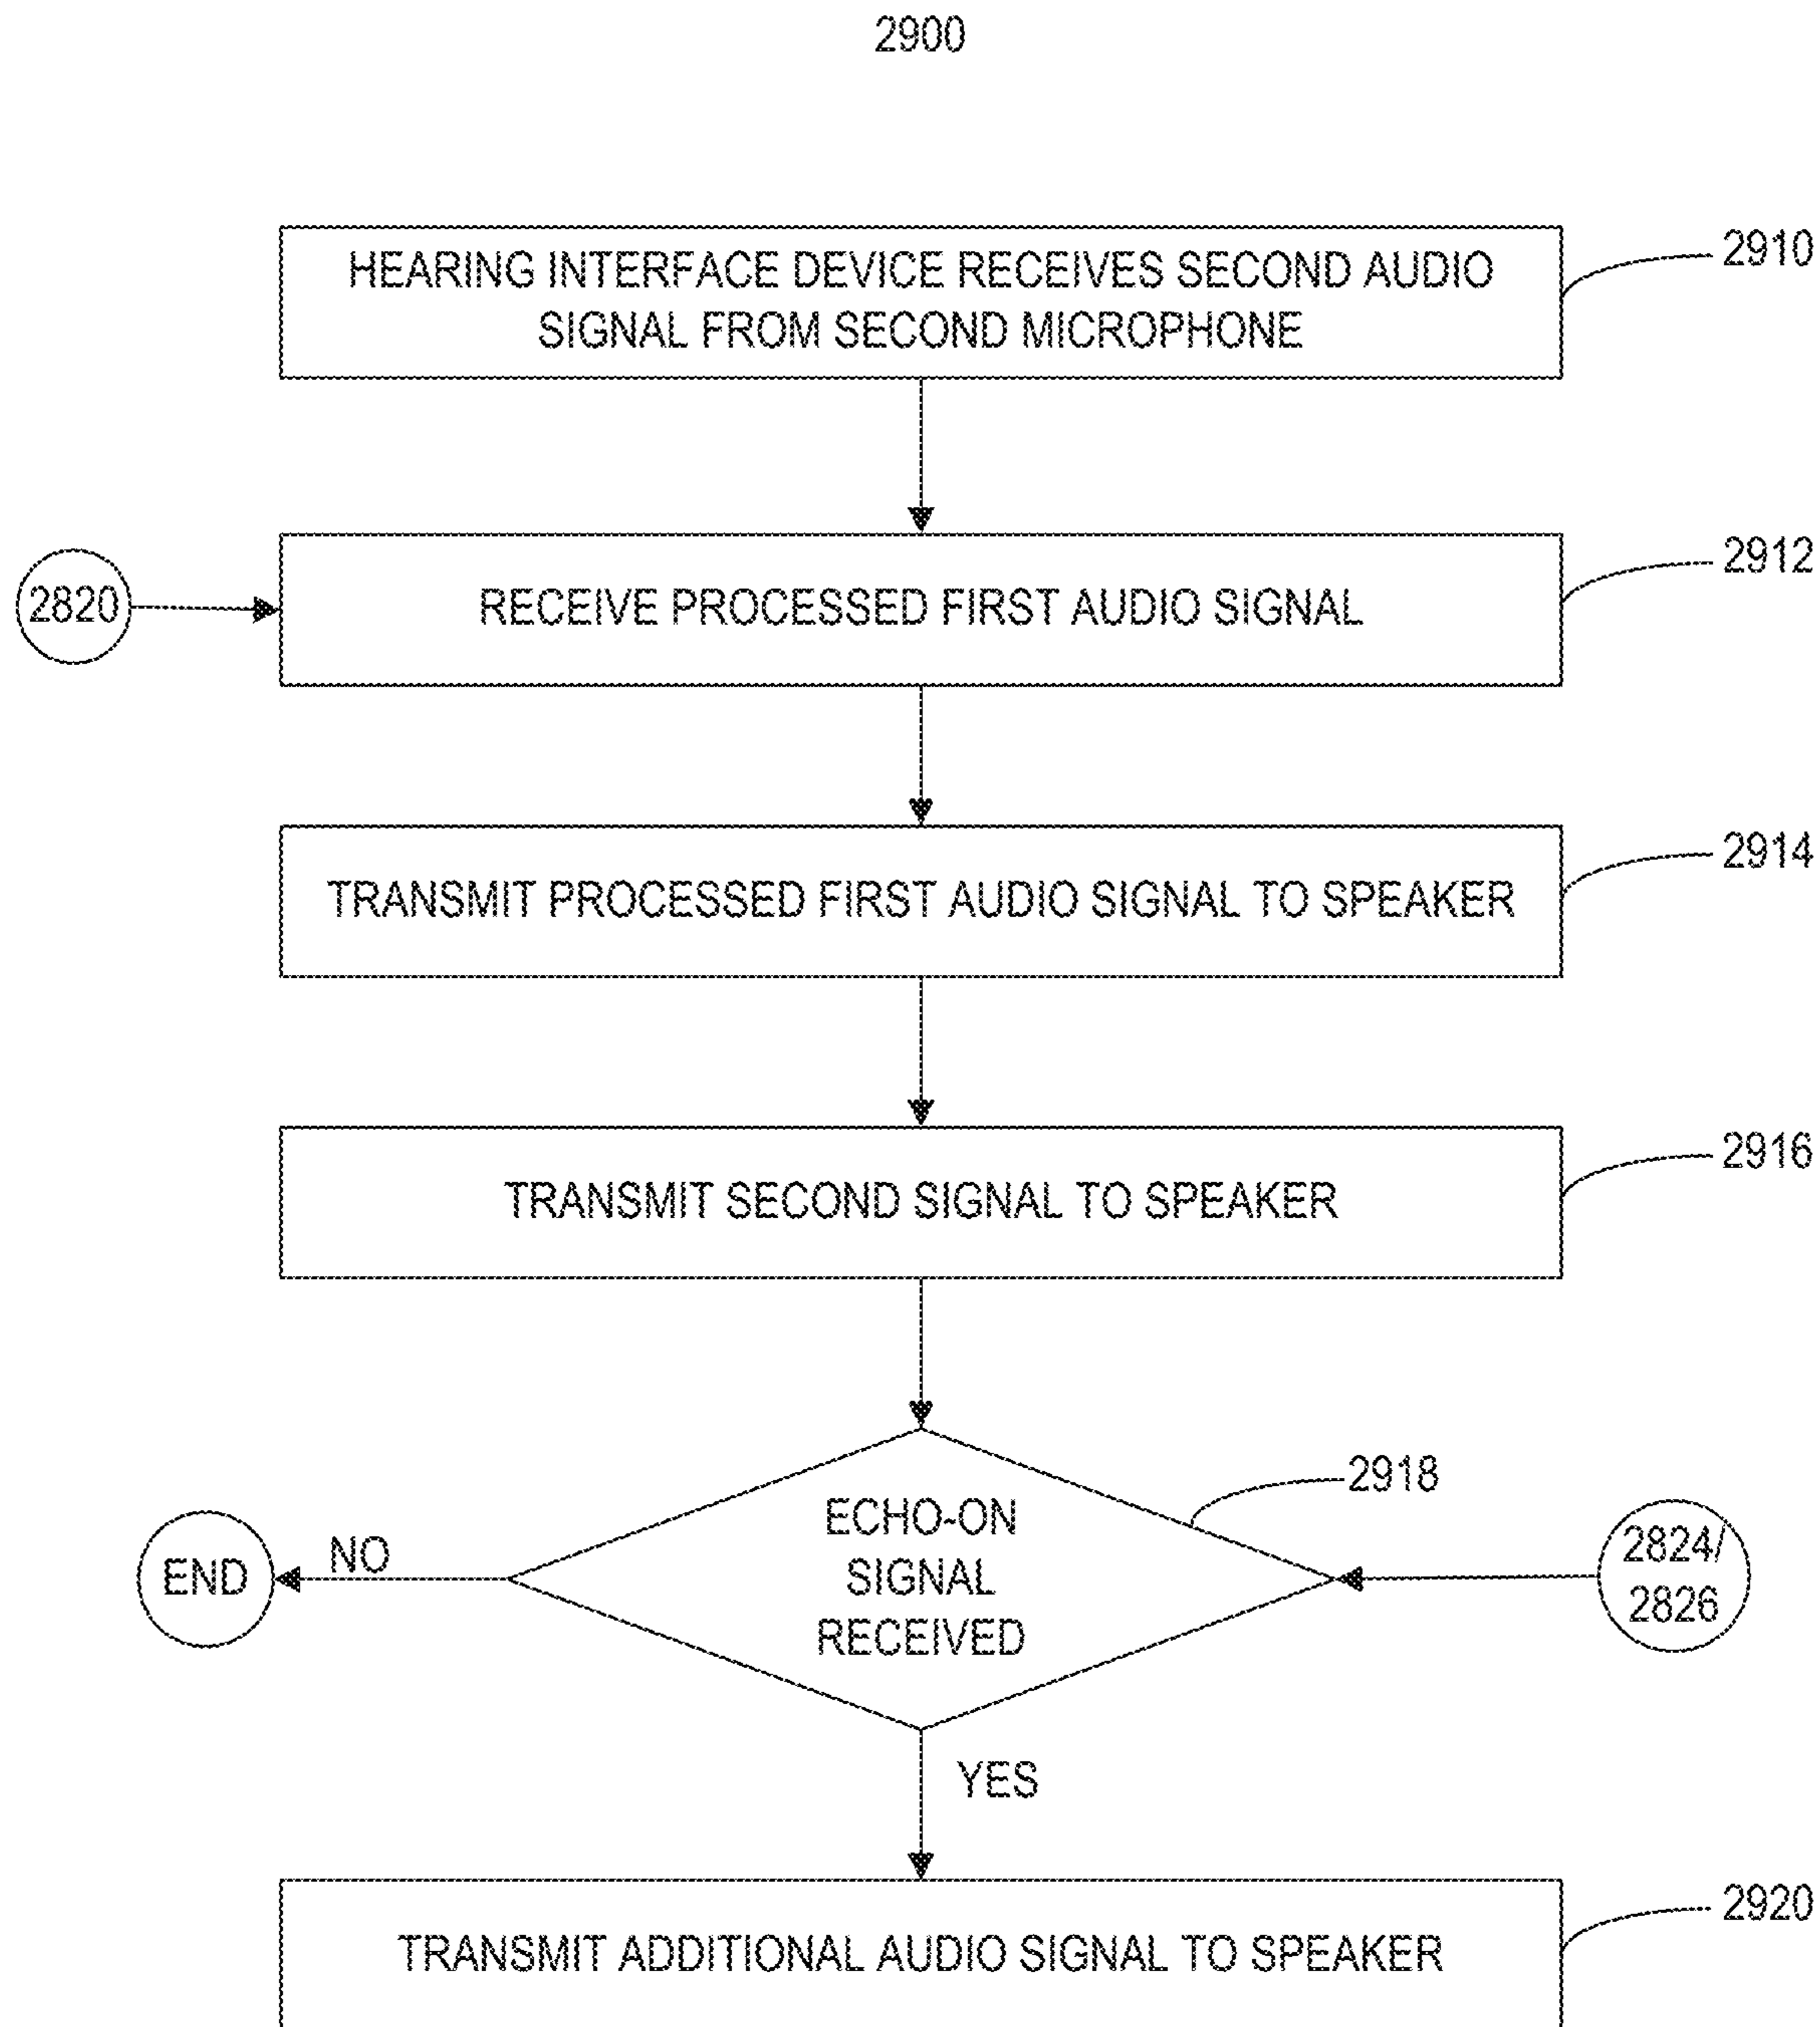 2900
HEARING INTERFACE DEVICE RECEIVES SECOND AUDIO
SIGNAL FROM SECOND MICROPHONE
2910
2820
RECEIVE PROCESSED FIRST AUDIO SIGNAL
2912
TRANSMIT PROCESSED FIRST AUDIO SIGNAL TO SPEAKER
2914
TRANSMIT SECOND SIGNAL TO SPEAKER
2916
ECHO-ON
SIGNAL
RECEIVED
2918
END
NO
2824/
2826
YES
TRANSMIT ADDITIONAL AUDIO SIGNAL TO SPEAKER
2920